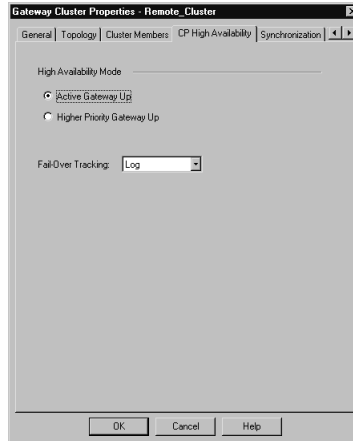 Gateway Cluster Properties - Remote_Cluster
General Topology Cluster Members CP High Availability Synchronization
High Availability Mode
Active Gateway Up
Higher Priority Gateway Up
Fail-Over Tracking: Log
OK Cancel Help